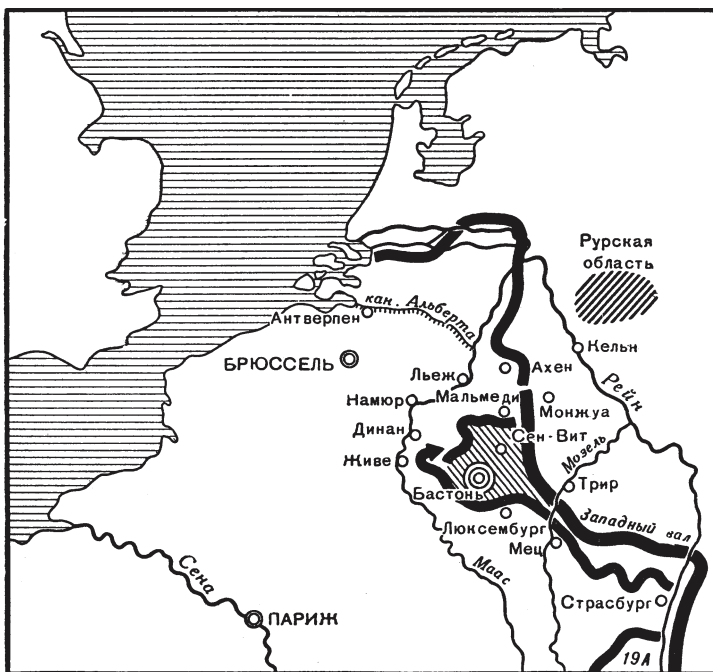 Рурская
область
кан. Альберта
Антверпен
БРЮССЕЛЬ
Кельн
Льеж
Ахен
Рейн
Намюр
Мальмеди
Монжуа
Динан
Сен-Вит
Живе
Мозель
Бастонь
Трир
Люксембург
Западный вал
Мец
Маас
Сена
Страсбург
ПАРИЖ
19А